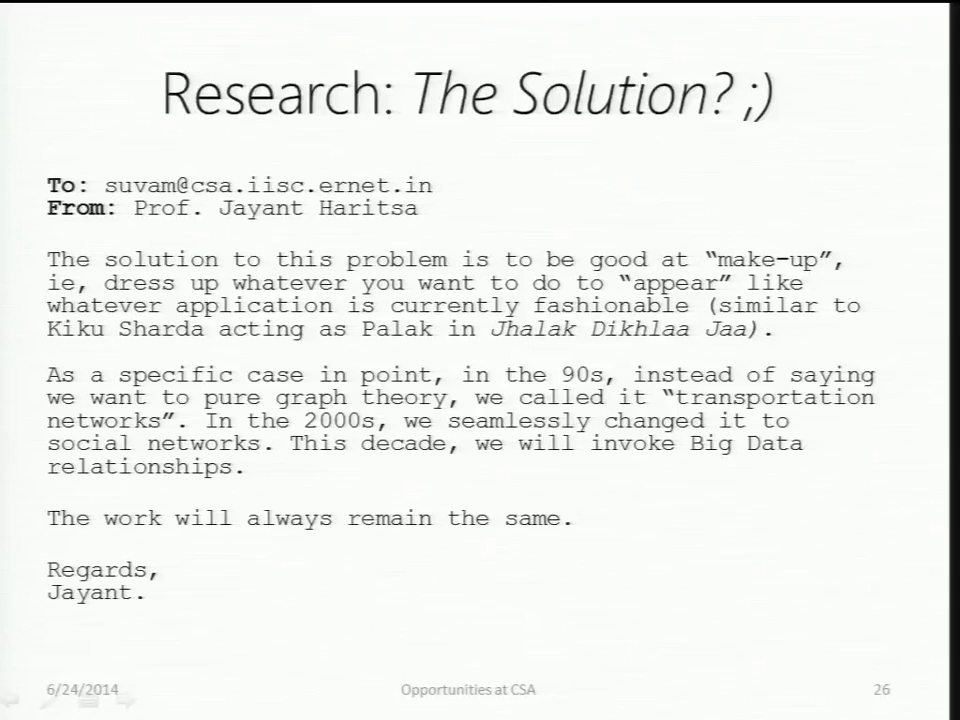 Research: The Solution? ;)
To: suvam@csa.iisc.ernet.in
From: Prof. Jayant Haritsa
The solution to this problem is to be good at “make-up”,
ie, dress up whatever you want to do to “appear” like
whatever application is currently fashionable (similar to
Kiku Sharda acting as Palak in Jhalak Dikhlaa Jaa).
As a specific case in point, in the 90s, instead of saying
we want to pure graph theory, we called it “transportation
networks”. In the 2000s, we seamlessly changed it to
social networks. This decade, we will invoke Big Data
relationships.
The work will always remain the same.
Regards,
Jayant.
6/24/2014
Opportunities at CSA
26